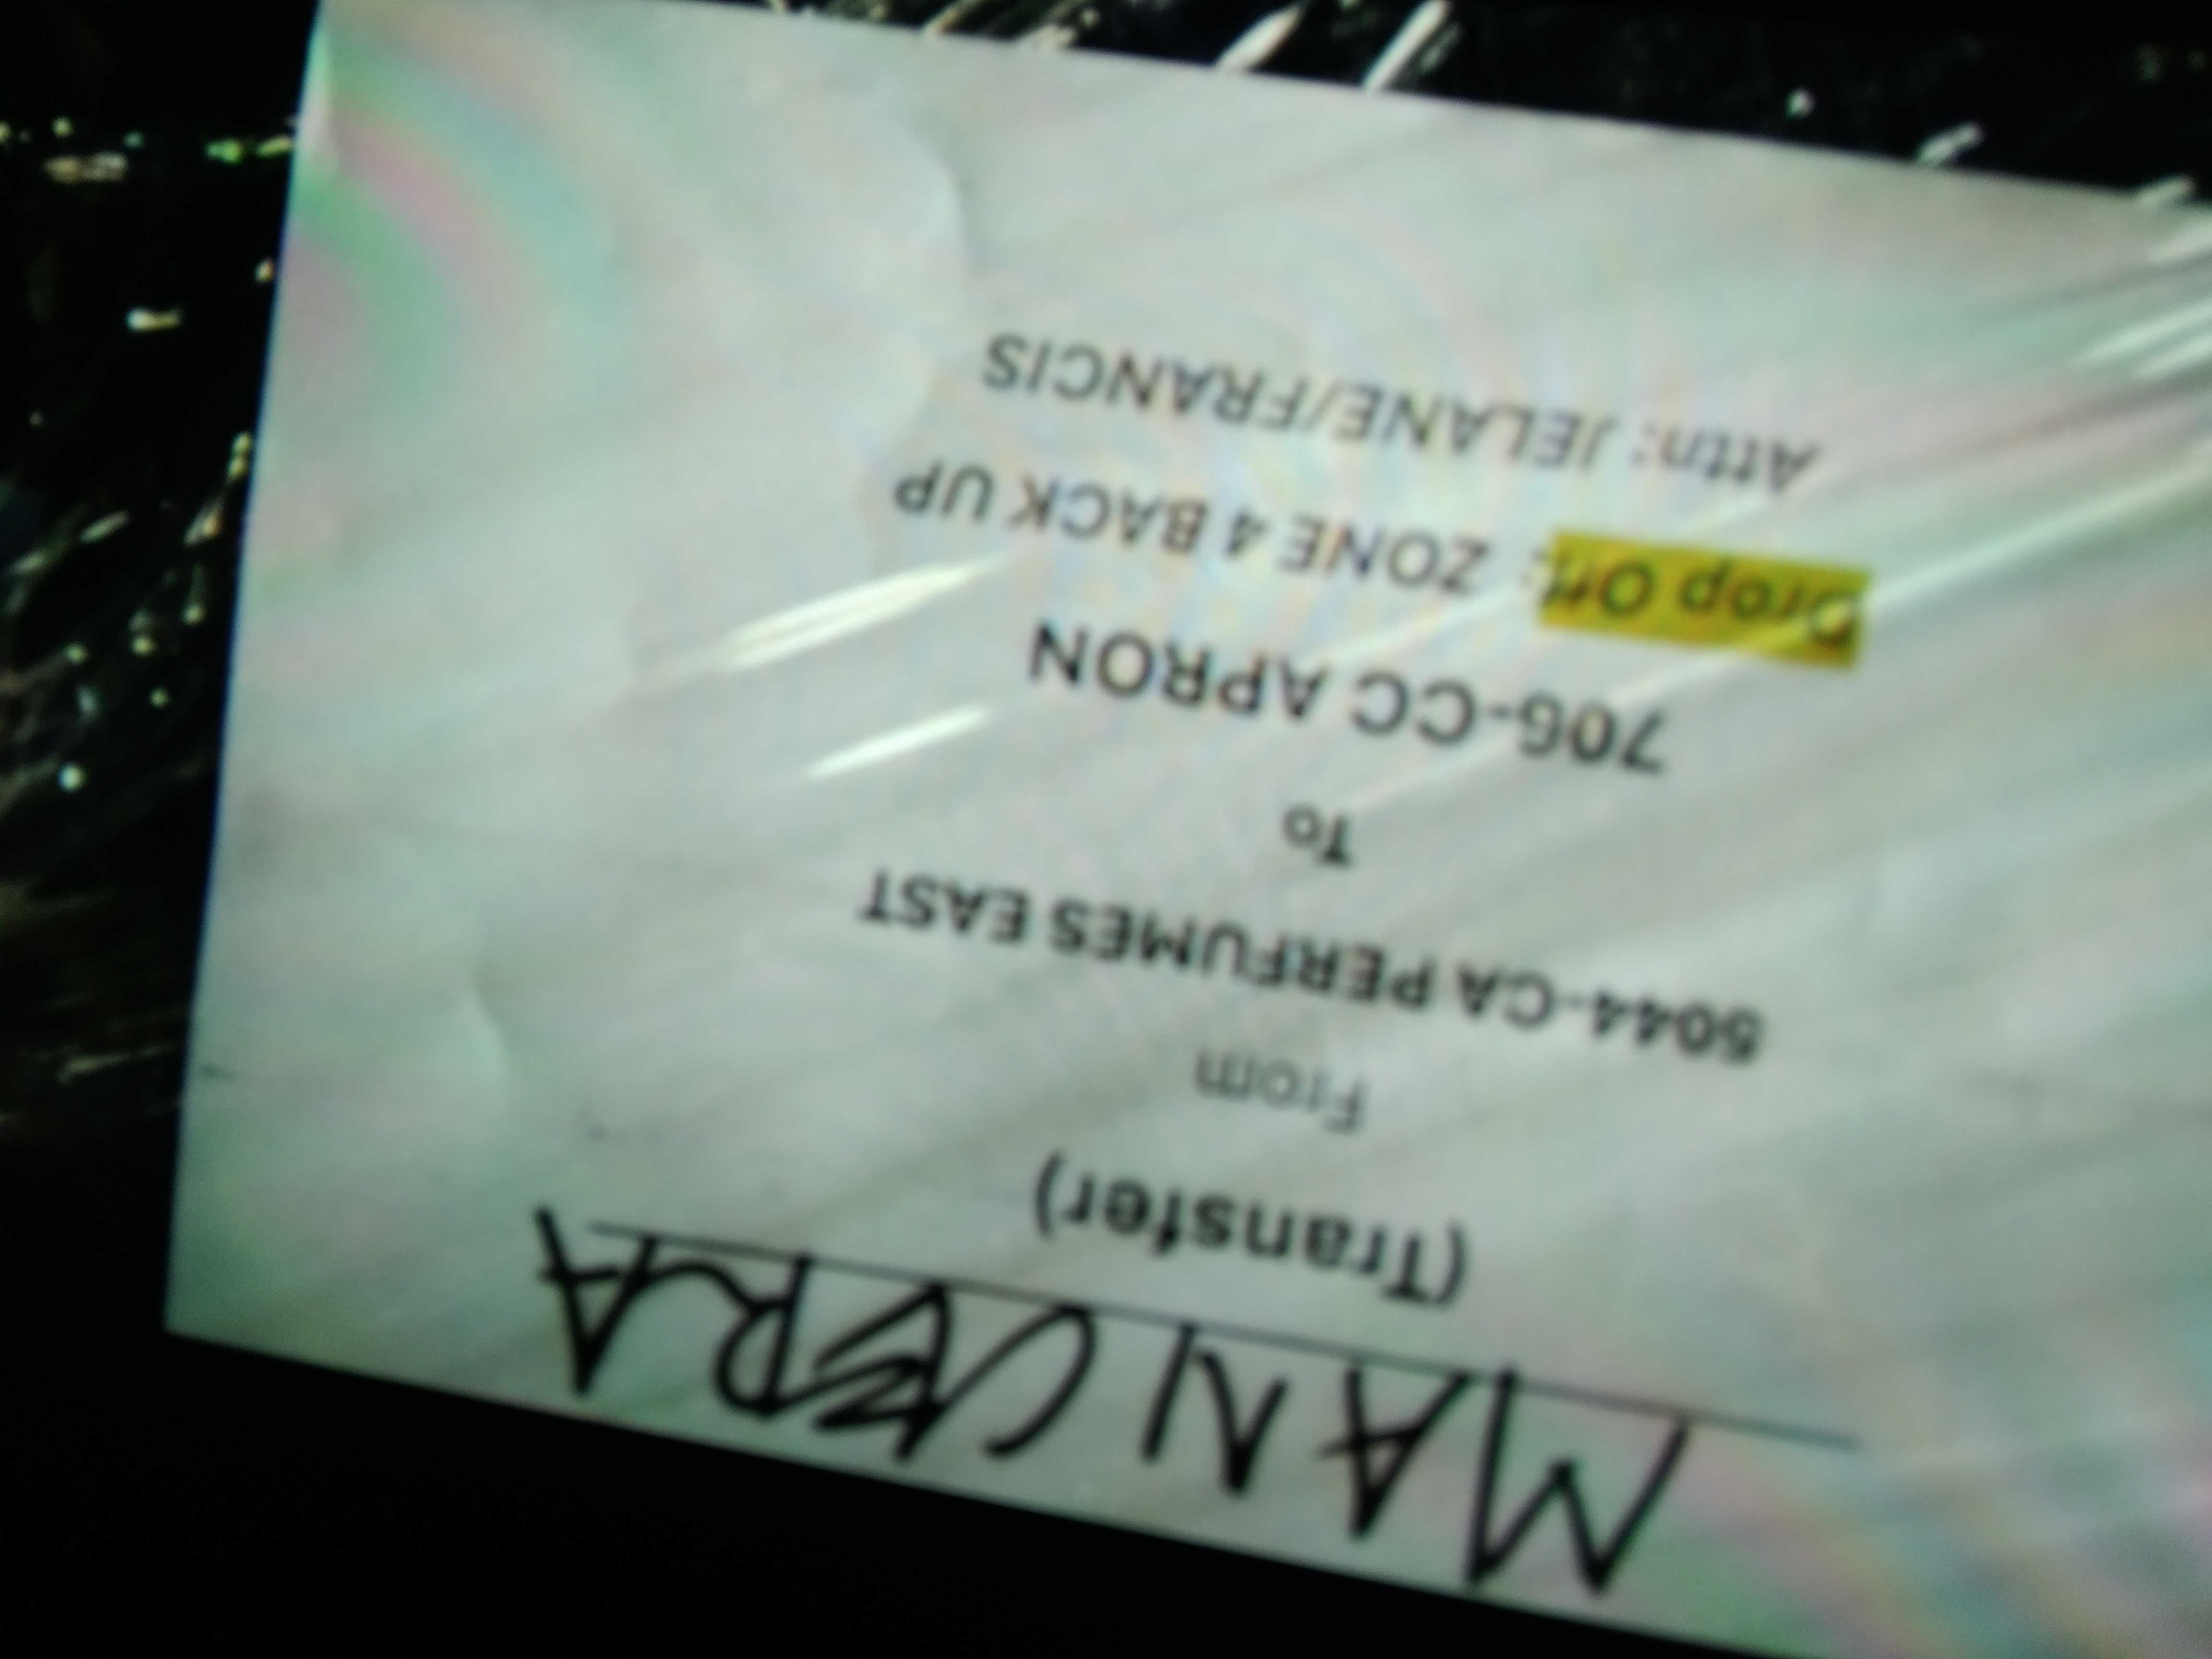 MANCERA
(Transfer)
From
5044-CA PERFUMES EAST
To
706-CC APRON
Drop Off: ZONE 4 BACK UP
Attn: JELANE/FRANCIS